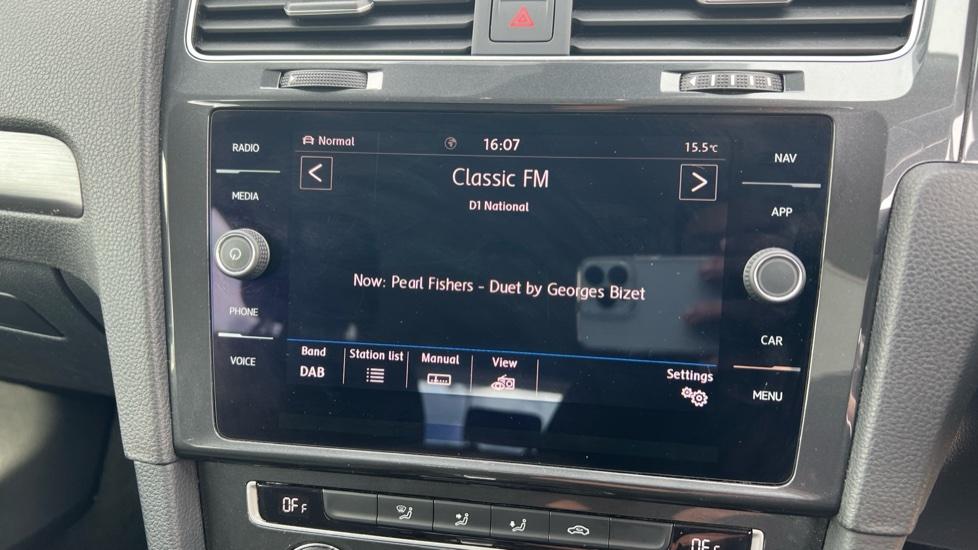 RADIO
MEDIA
PHONE
VOICE
Normal
16:07
15.5℃
Classic FM
D1 National
Now: Pearl Fishers - Duet by Georges Bizet
Band
DAB
Station list
Manual
View
Settings
NAV
APP
CAR
MENU
OFF
OFF